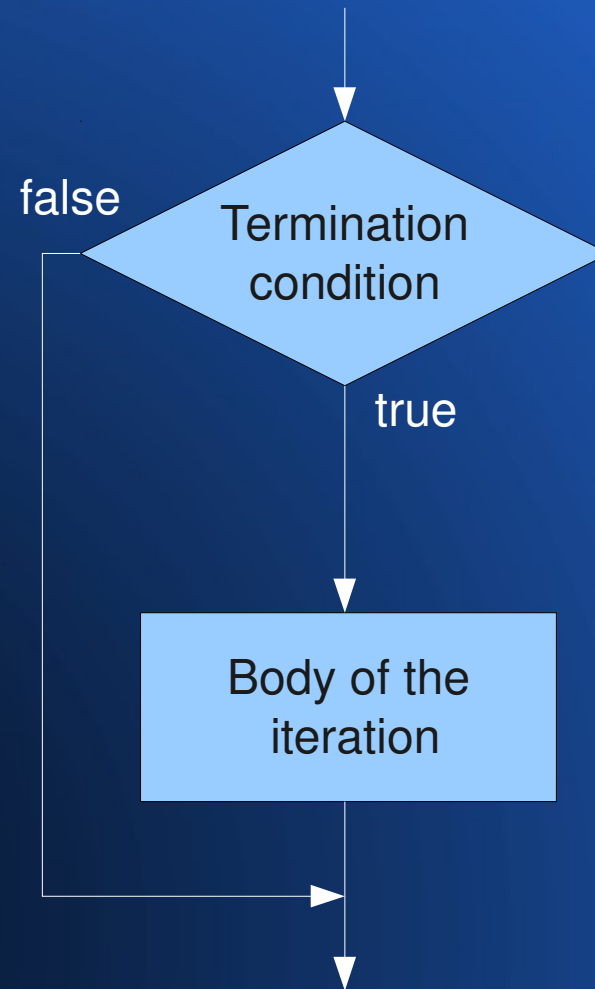 false
Termination
condition
true
Body of the
iteration